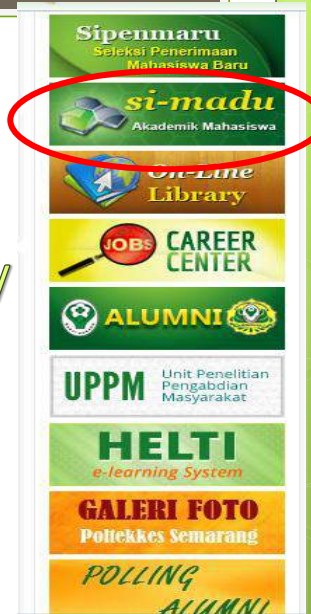 Sipenmaru
Seleksi Penerimaan
Mahasiswa Baru
si-madu
Akademik Mahasiswa
On-Line
Library
JOBS
CAREER
CENTER
ALUMNI
UPPM
Unit Penelitian
Pengabdian
Masyarakat
HELTI
e-learning System
GALERI FOTO
Poltekkes Semarang
POLLING
ALUMNI